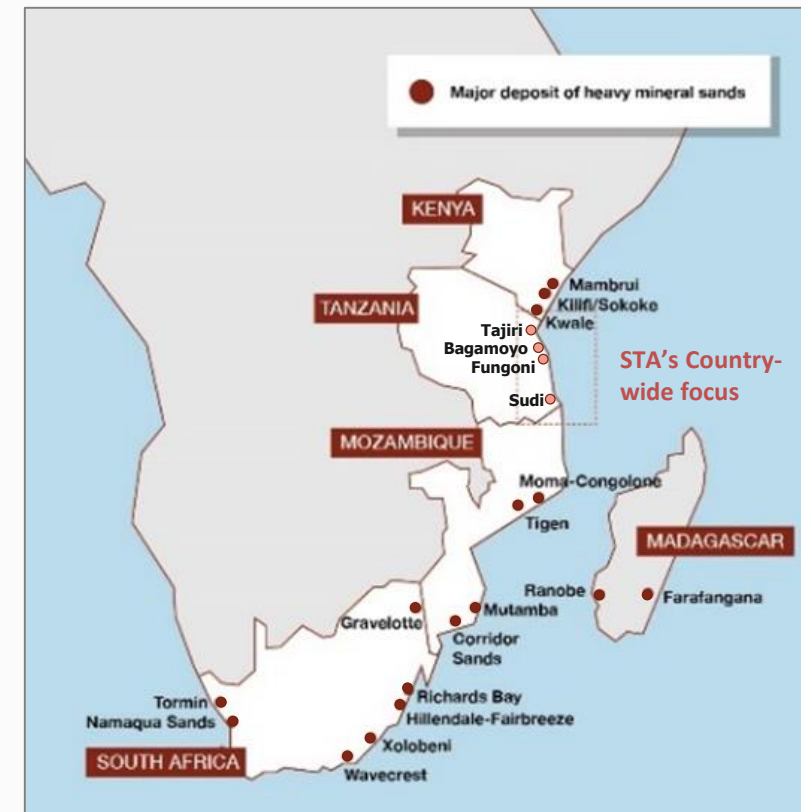 Major deposit of heavy mineral sands
KENYA
Mambrui
Kilifi/Sokoke
Kwale
TANZANIA
Tajiri
Bagamoyo
Fungoni
Sudi
STA's Country-
wide focus
MOZAMBIQUE
Moma-Congolone
Tigen
MADAGASCAR
Ranobe
Farafangana
Gravelotte
Mutamba
Corridor
Sands
Tormin
Namaqua Sands
Richards Bay
Hillendale-Fairbreeze
Xolobeni
SOUTH AFRICA
Wavecrest